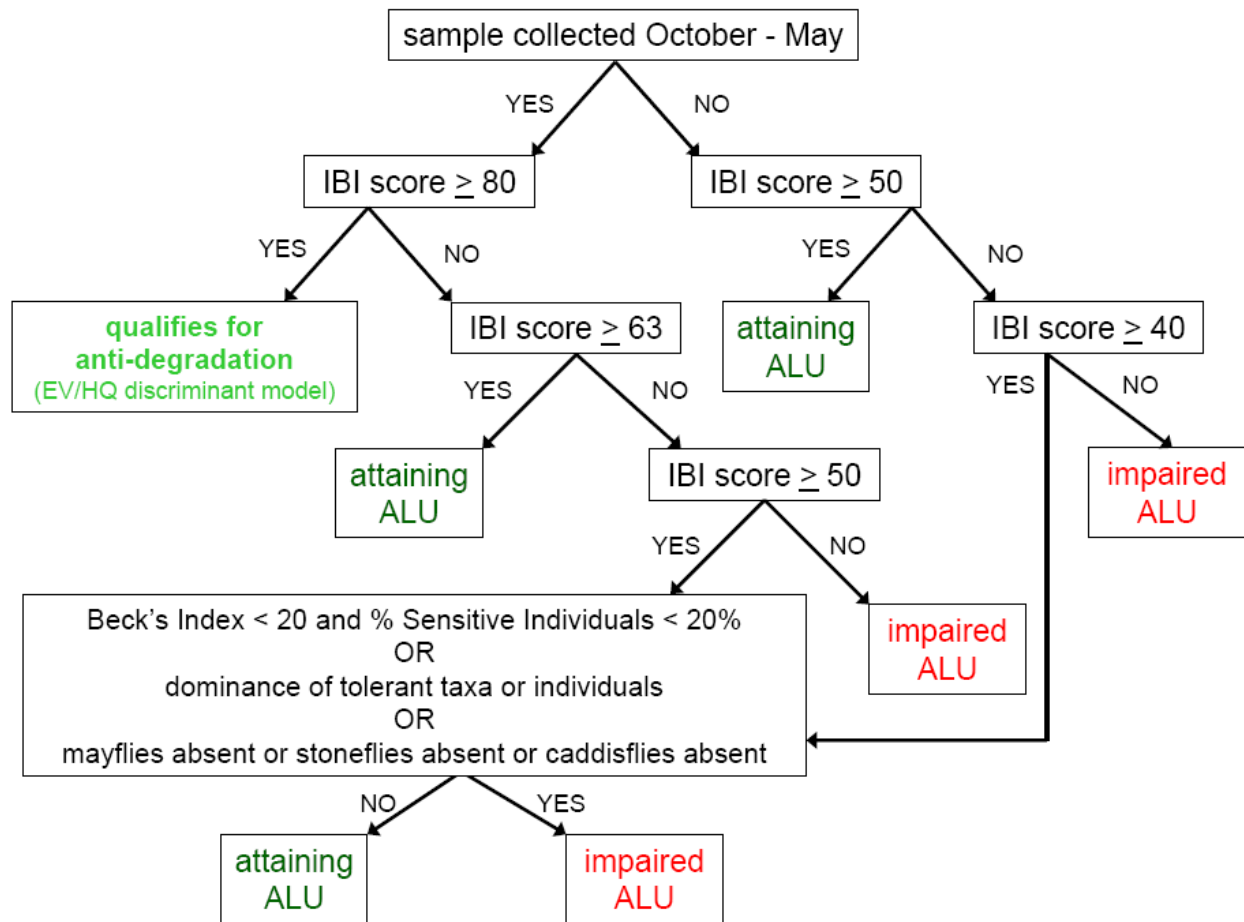 sample collected October - May
YES
NO
IBI score ≥ 80
IBI score ≥ 50
YES
NO
YES
NO
qualifies for
anti-degradation
(EV/HQ discriminant model)
IBI score ≥ 63
attaining
ALU
IBI score ≥ 40
YES
NO
YES
NO
attaining
ALU
IBI score ≥ 50
impaired
ALU
YES
NO
Beck's Index < 20 and % Sensitive Individuals < 20%
OR
dominance of tolerant taxa or individuals
OR
mayflies absent or stoneflies absent or caddisflies absent
impaired
ALU
NO
YES
attaining
ALU
impaired
ALU